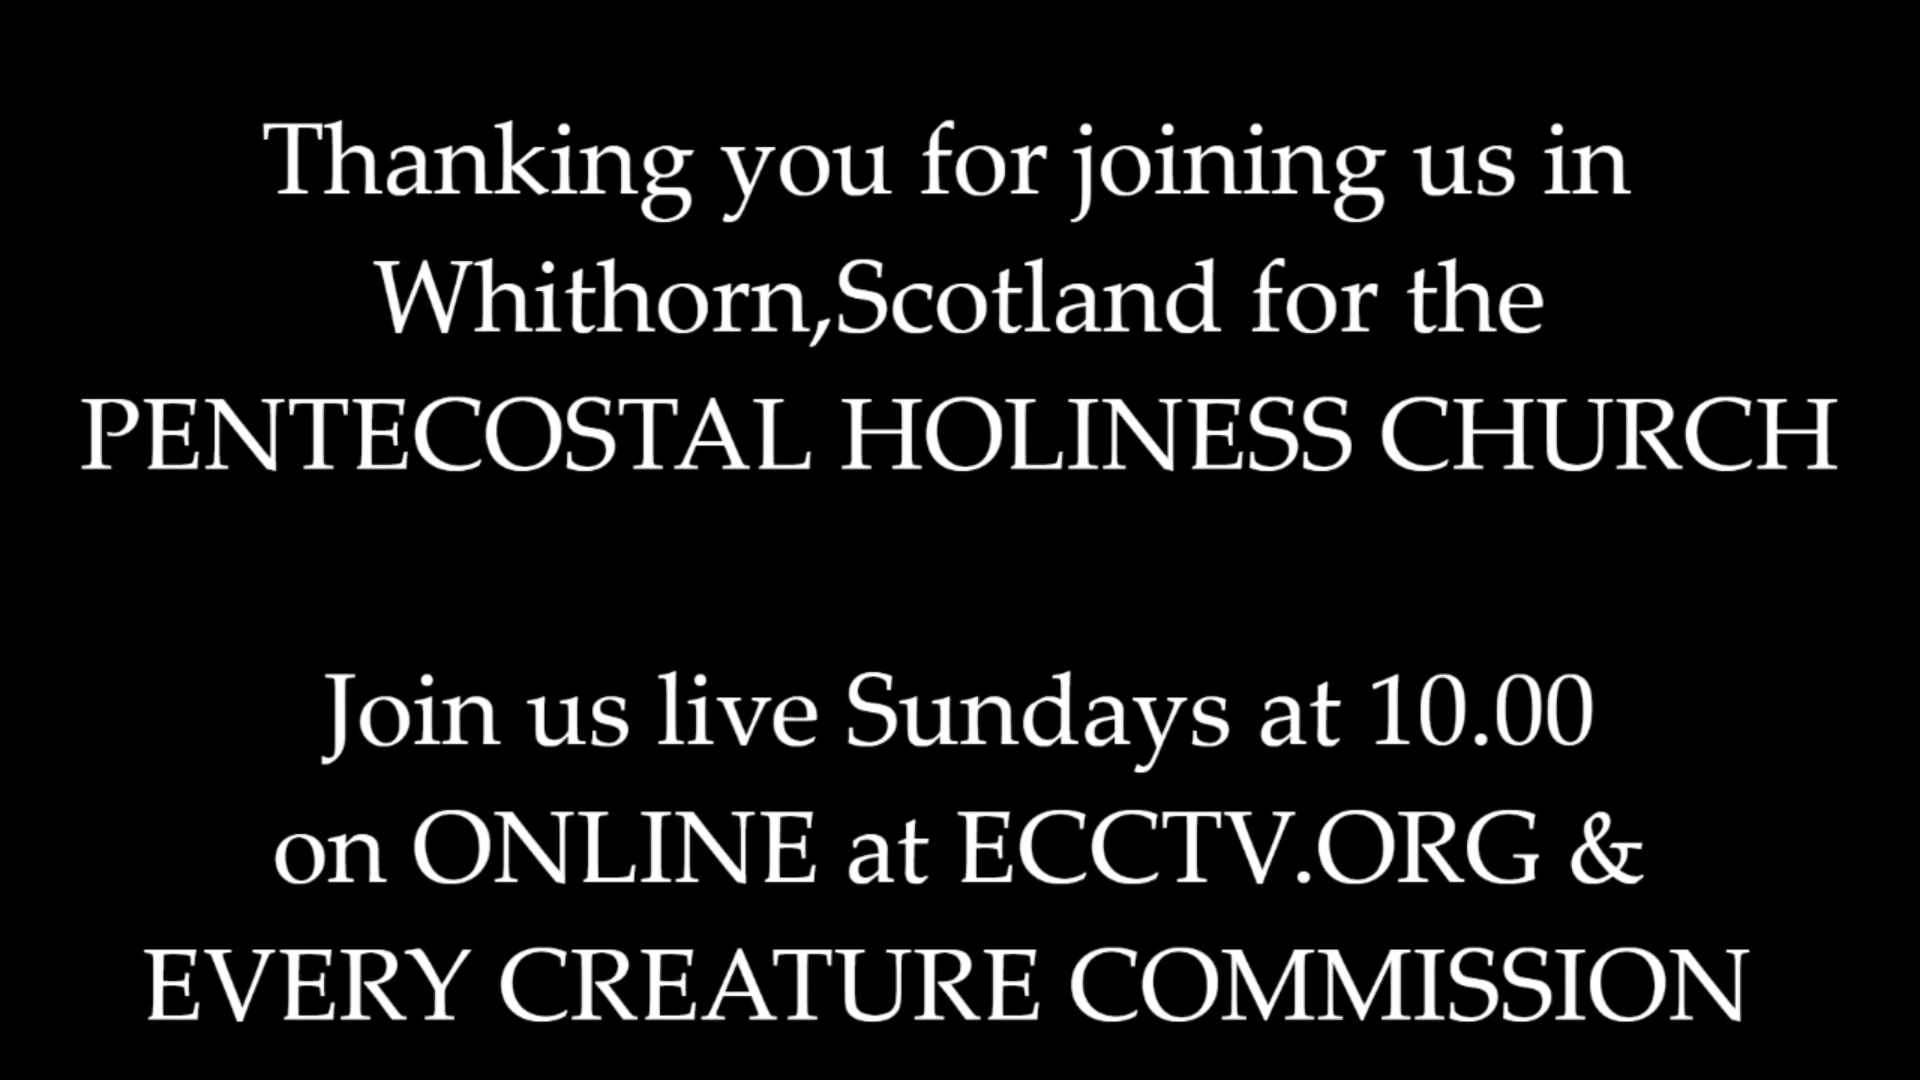 Thanking you for joining us in
Whithorn,Scotland for the
PENTECOSTAL HOLINESS CHURCH
Join us live Sundays at 10.00
on ONLINE at ECCTV.ORG &
EVERY CREATURE COMMISSION